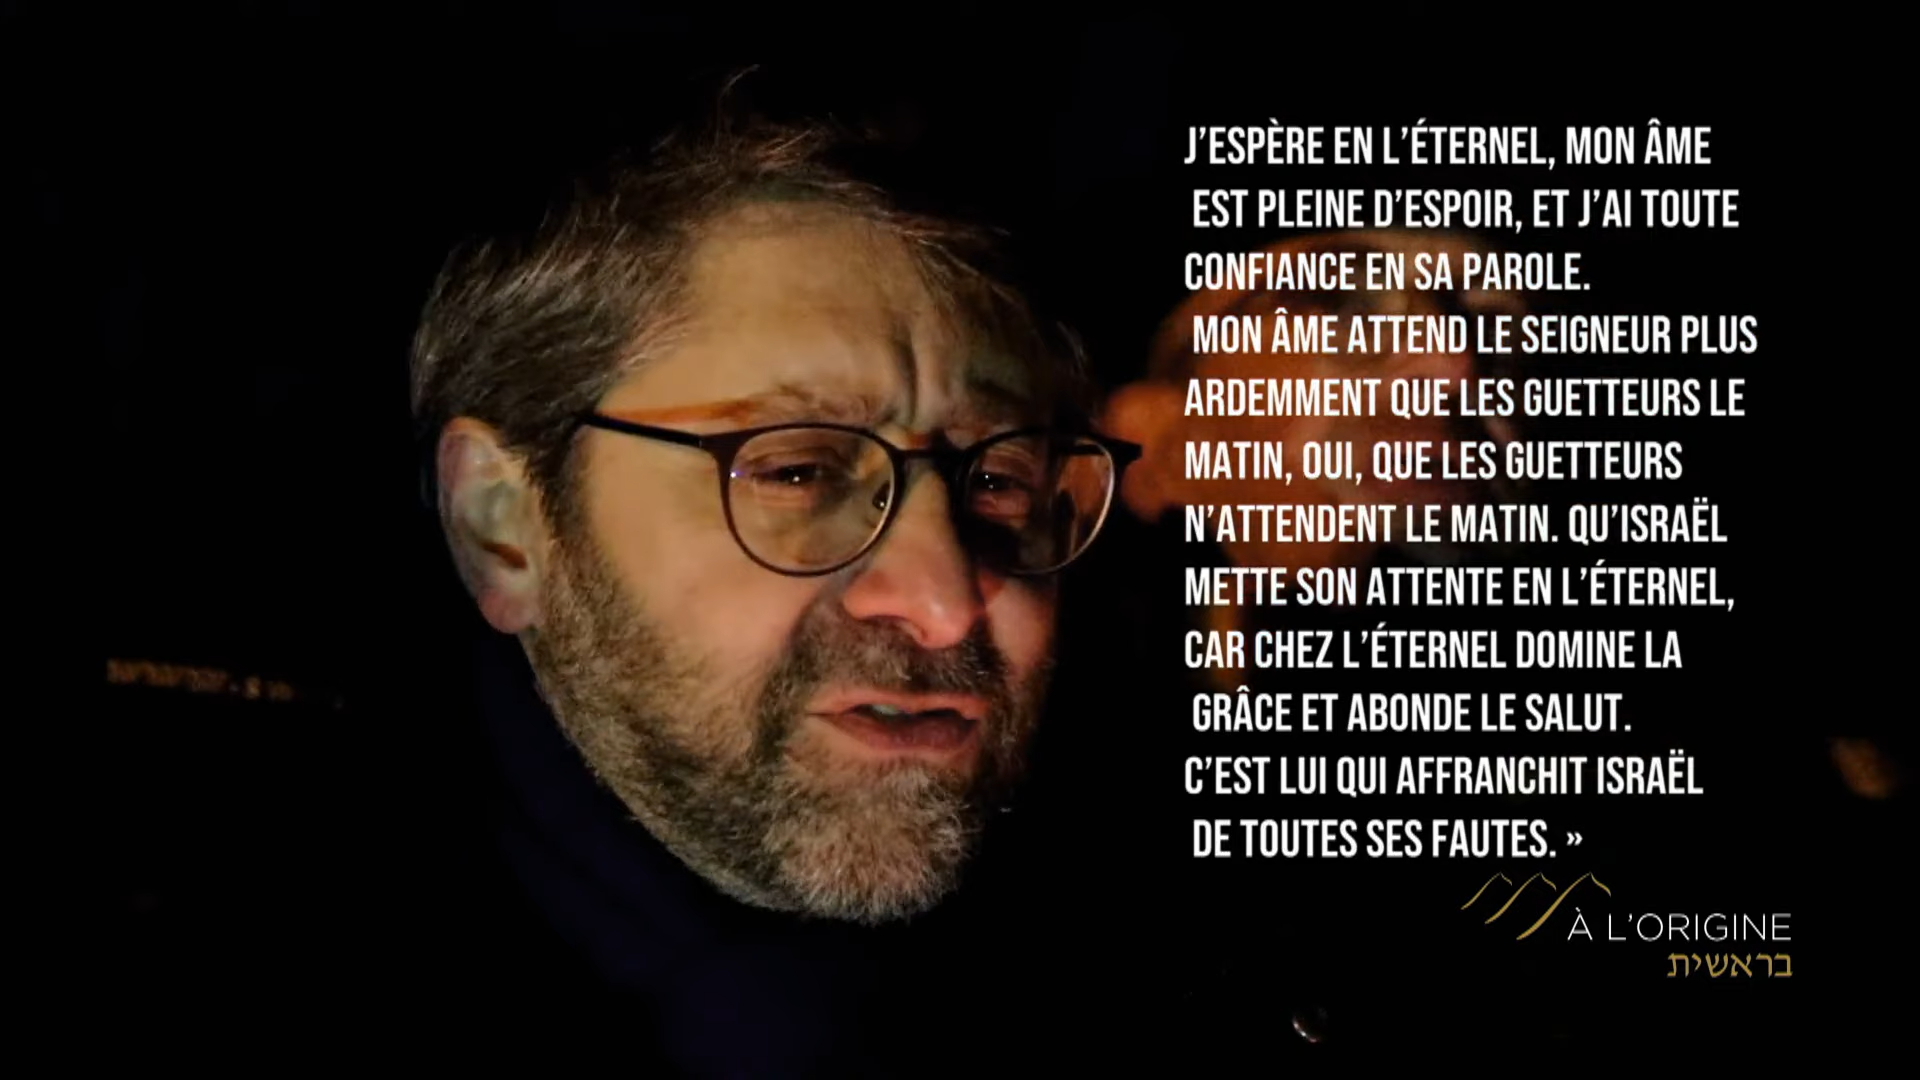 J'ESPÈRE EN L'ÉTERNEL, MON ÂME
EST PLEINE D'ESPOIR, ET J'AI TOUTE
CONFIANCE EN SA PAROLE.
MON ÂME ATTEND LE SEIGNEUR PLUS
ARDEMMENT QUE LES GUETTEURS LE
MATIN, OUI, QUE LES GUETTEURS
N'ATTENDENT LE MATIN. QU'ISRAËL
METTE SON ATTENTE EN L'ÉTERNEL,
CAR CHEZ L'ÉTERNEL DOMINE LA
GRÂCE ET ABONDE LE SALUT.
C'EST LUI QUI AFFRANCHIT ISRAËL
DE TOUTES SES FAUTES. »
À L'ORIGINE
בראשית